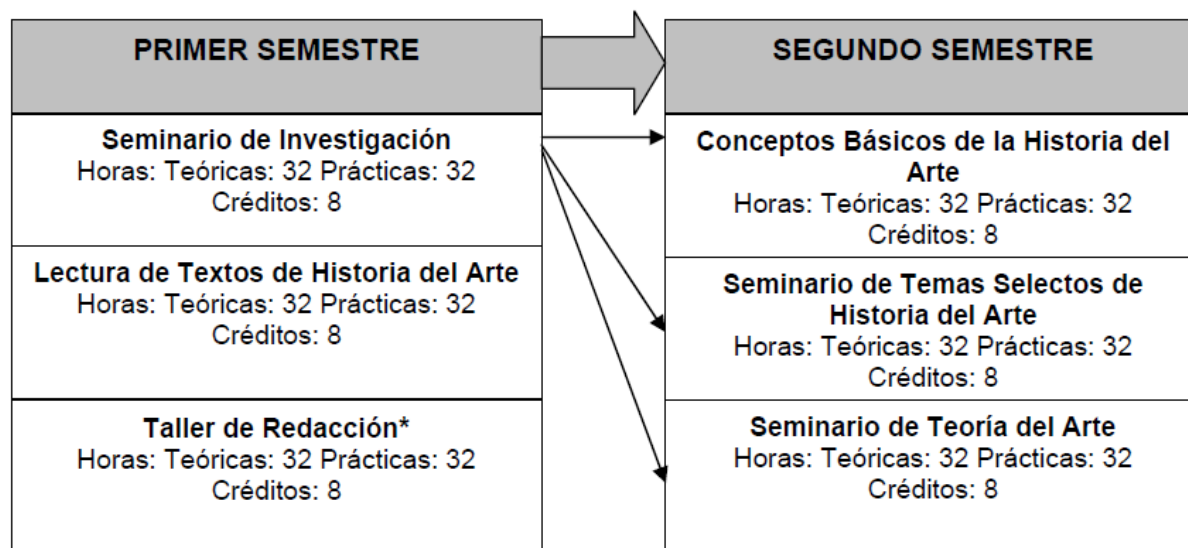 PRIMER SEMESTRE
Seminario de Investigación
Horas: Teóricas: 32 Prácticas: 32
Créditos: 8
Lectura de Textos de Historia del Arte
Horas: Teóricas: 32 Prácticas: 32
Créditos: 8
Taller de Redacción*
Horas: Teóricas: 32 Prácticas: 32
Créditos: 8
SEGUNDO SEMESTRE
Conceptos Básicos de la Historia del
Arte
Horas: Teóricas: 32 Prácticas: 32
Créditos: 8
Seminario de Temas Selectos de
Historia del Arte
Horas: Teóricas: 32 Prácticas: 32
Créditos: 8
Seminario de Teoría del Arte
Horas: Teóricas: 32 Prácticas: 32
Créditos: 8